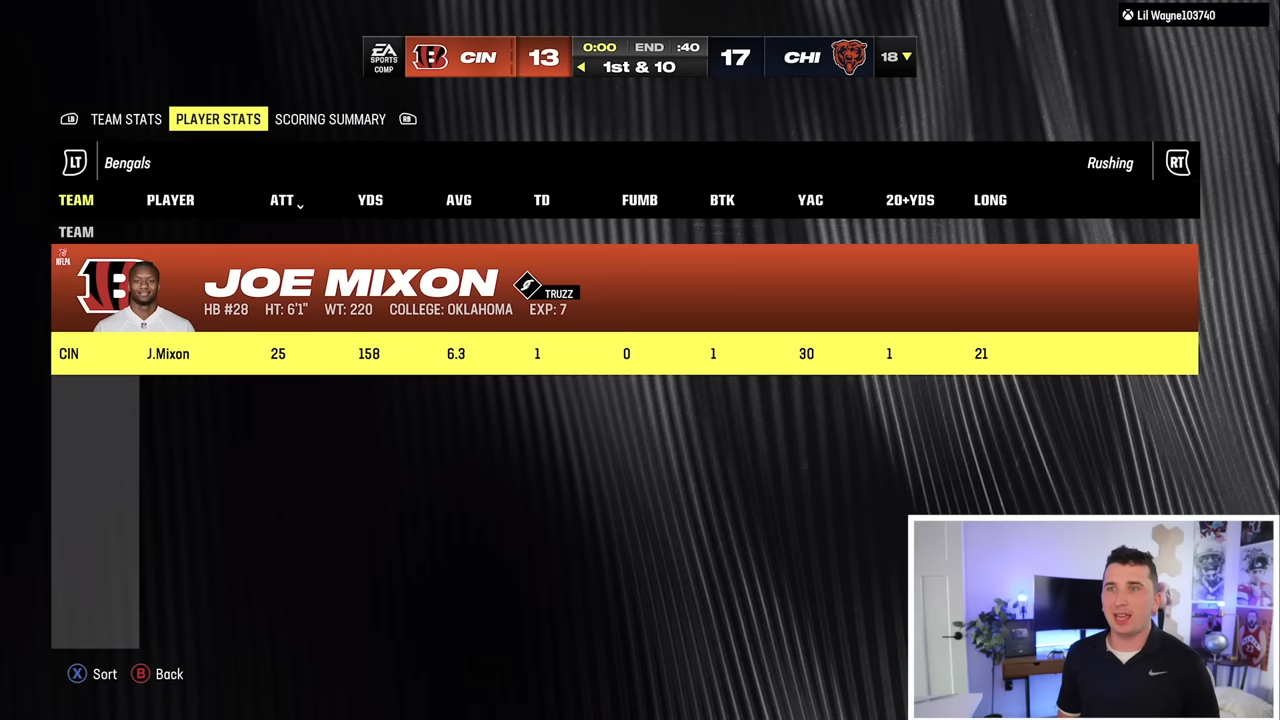 Lil Wayne103740
EA SPORTS COMP
B CIN 13 0:00 END :40 17 CHI 18
1st & 10
LB TEAM STATS PLAYER STATS SCORING SUMMARY RB
LT Bengals Rushing RT
TEAM PLAYER ATT YDS AVG TD FUMB BTK YAC 20+YDS LONG
TEAM
NFLPA B JOE MIXON TRUZZ
HB #28 HT: 6'1" WT: 220 COLLEGE: OKLAHOMA EXP: 7
CIN J.Mixon 25 158 6.3 1 0 1 30 1 21
X Sort B Back